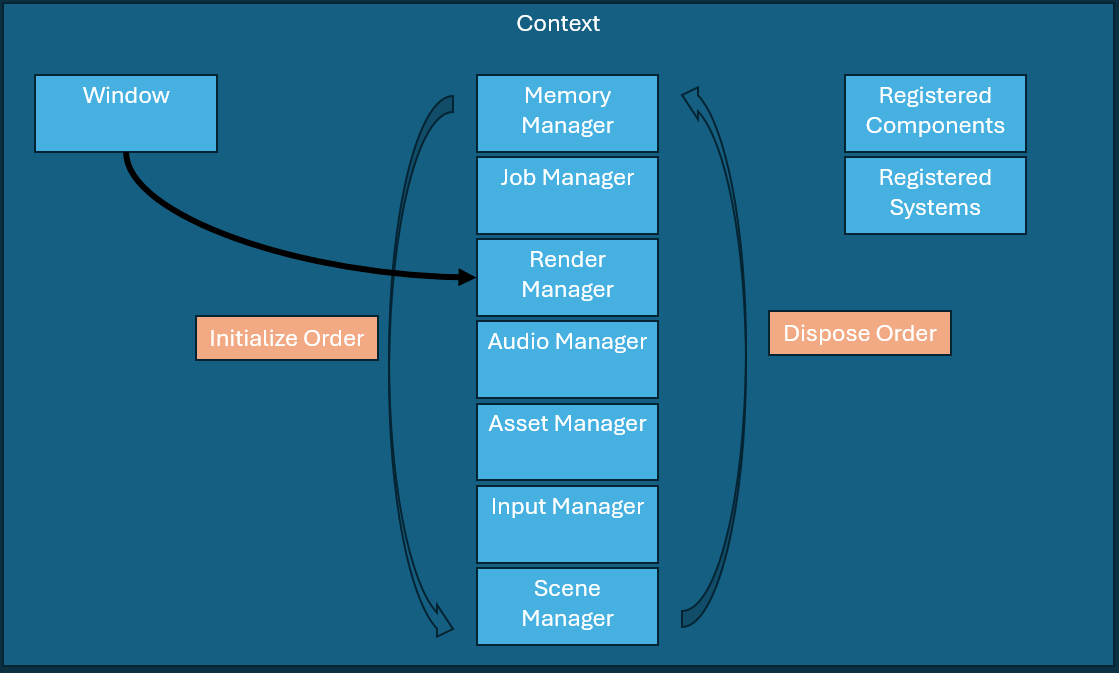 Context
Window
Memory
Manager
Job Manager
Render
Manager
Audio Manager
Asset Manager
Input Manager
Scene
Manager
Initialize Order
Dispose Order
Registered
Components
Registered
Systems